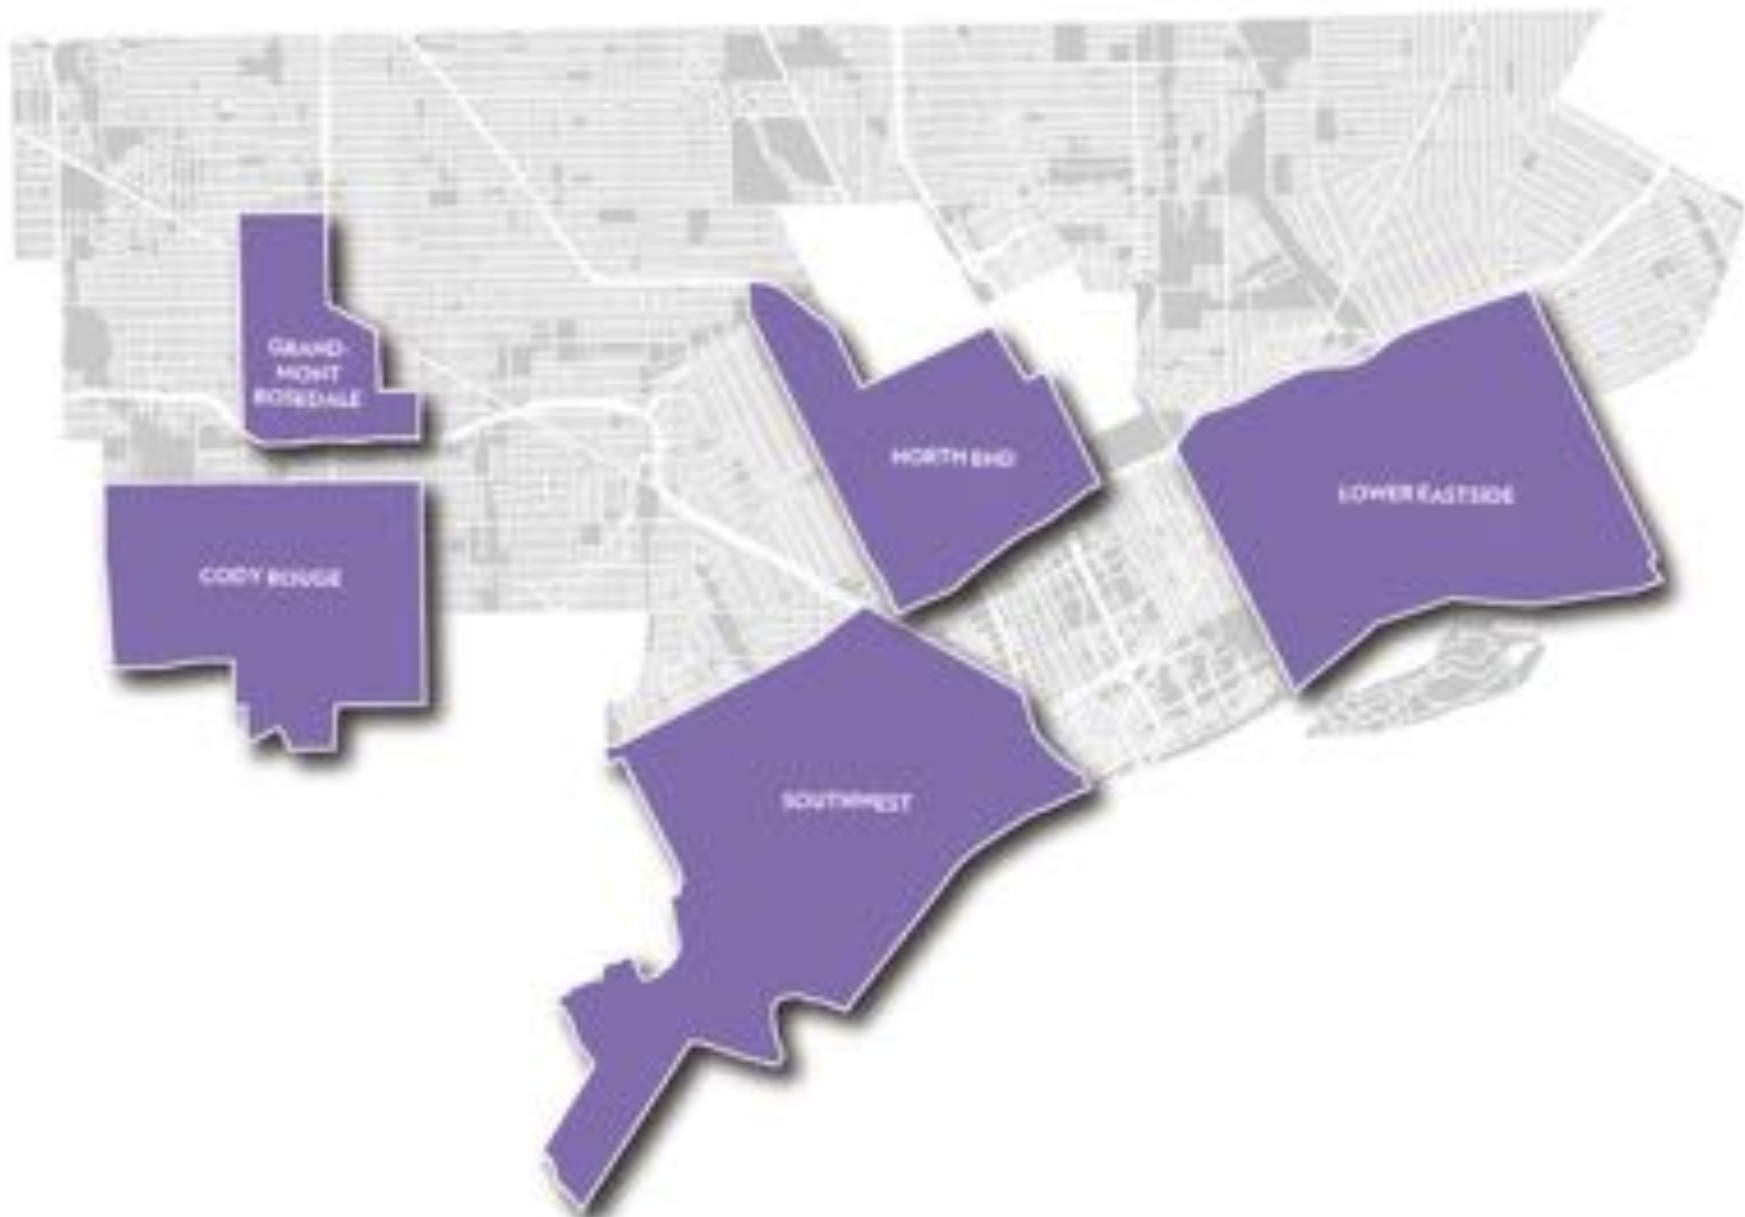 GRAND-
MONT
ROSEDALE
NORTH END
LOWER EASTSIDE
CODY ROUGE
SOUTHWEST